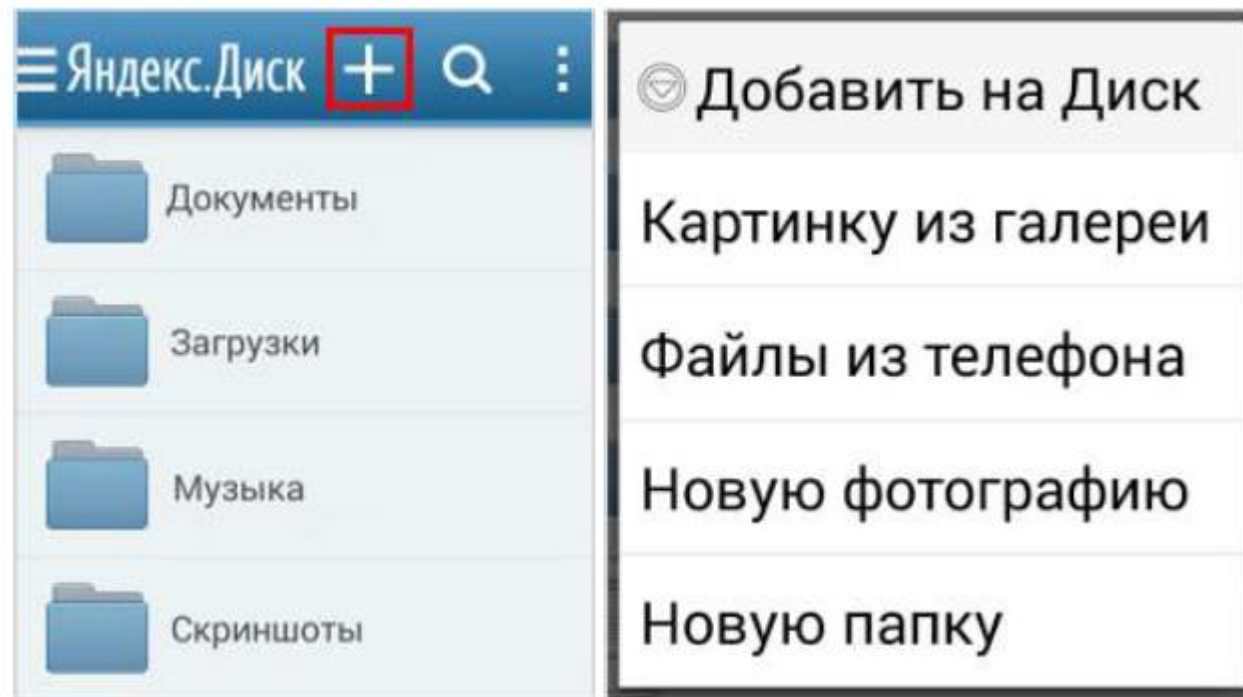 Яндекс.Диск
Документы
Загрузки
Музыка
Скриншоты
Добавить на Диск
Картинку из галереи
Файлы из телефона
Новую фотографию
Новую папку